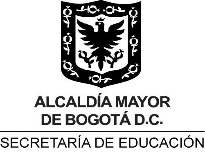 ALCALDÍA MAYOR
DE BOGOTÁ D.C.
SECRETARÍA DE EDUCACIÓN